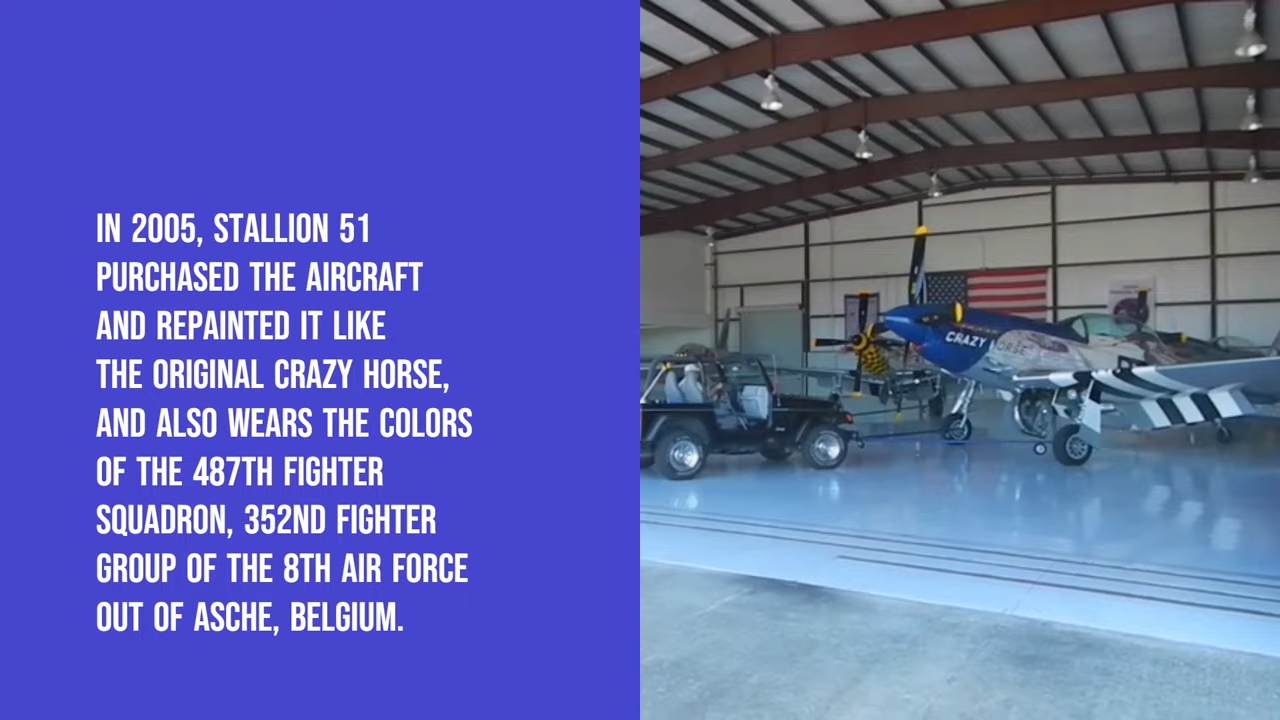 IN 2005, STALLION 51
PURCHASED THE AIRCRAFT
AND REPAINTED IT LIKE
THE ORIGINAL CRAZY HORSE,
AND ALSO WEARS THE COLORS
OF THE 487TH FIGHTER
SQUADRON, 352ND FIGHTER
GROUP OF THE 8TH AIR FORCE
OUT OF ASCHE, BELGIUM.
CRAZY HORSE